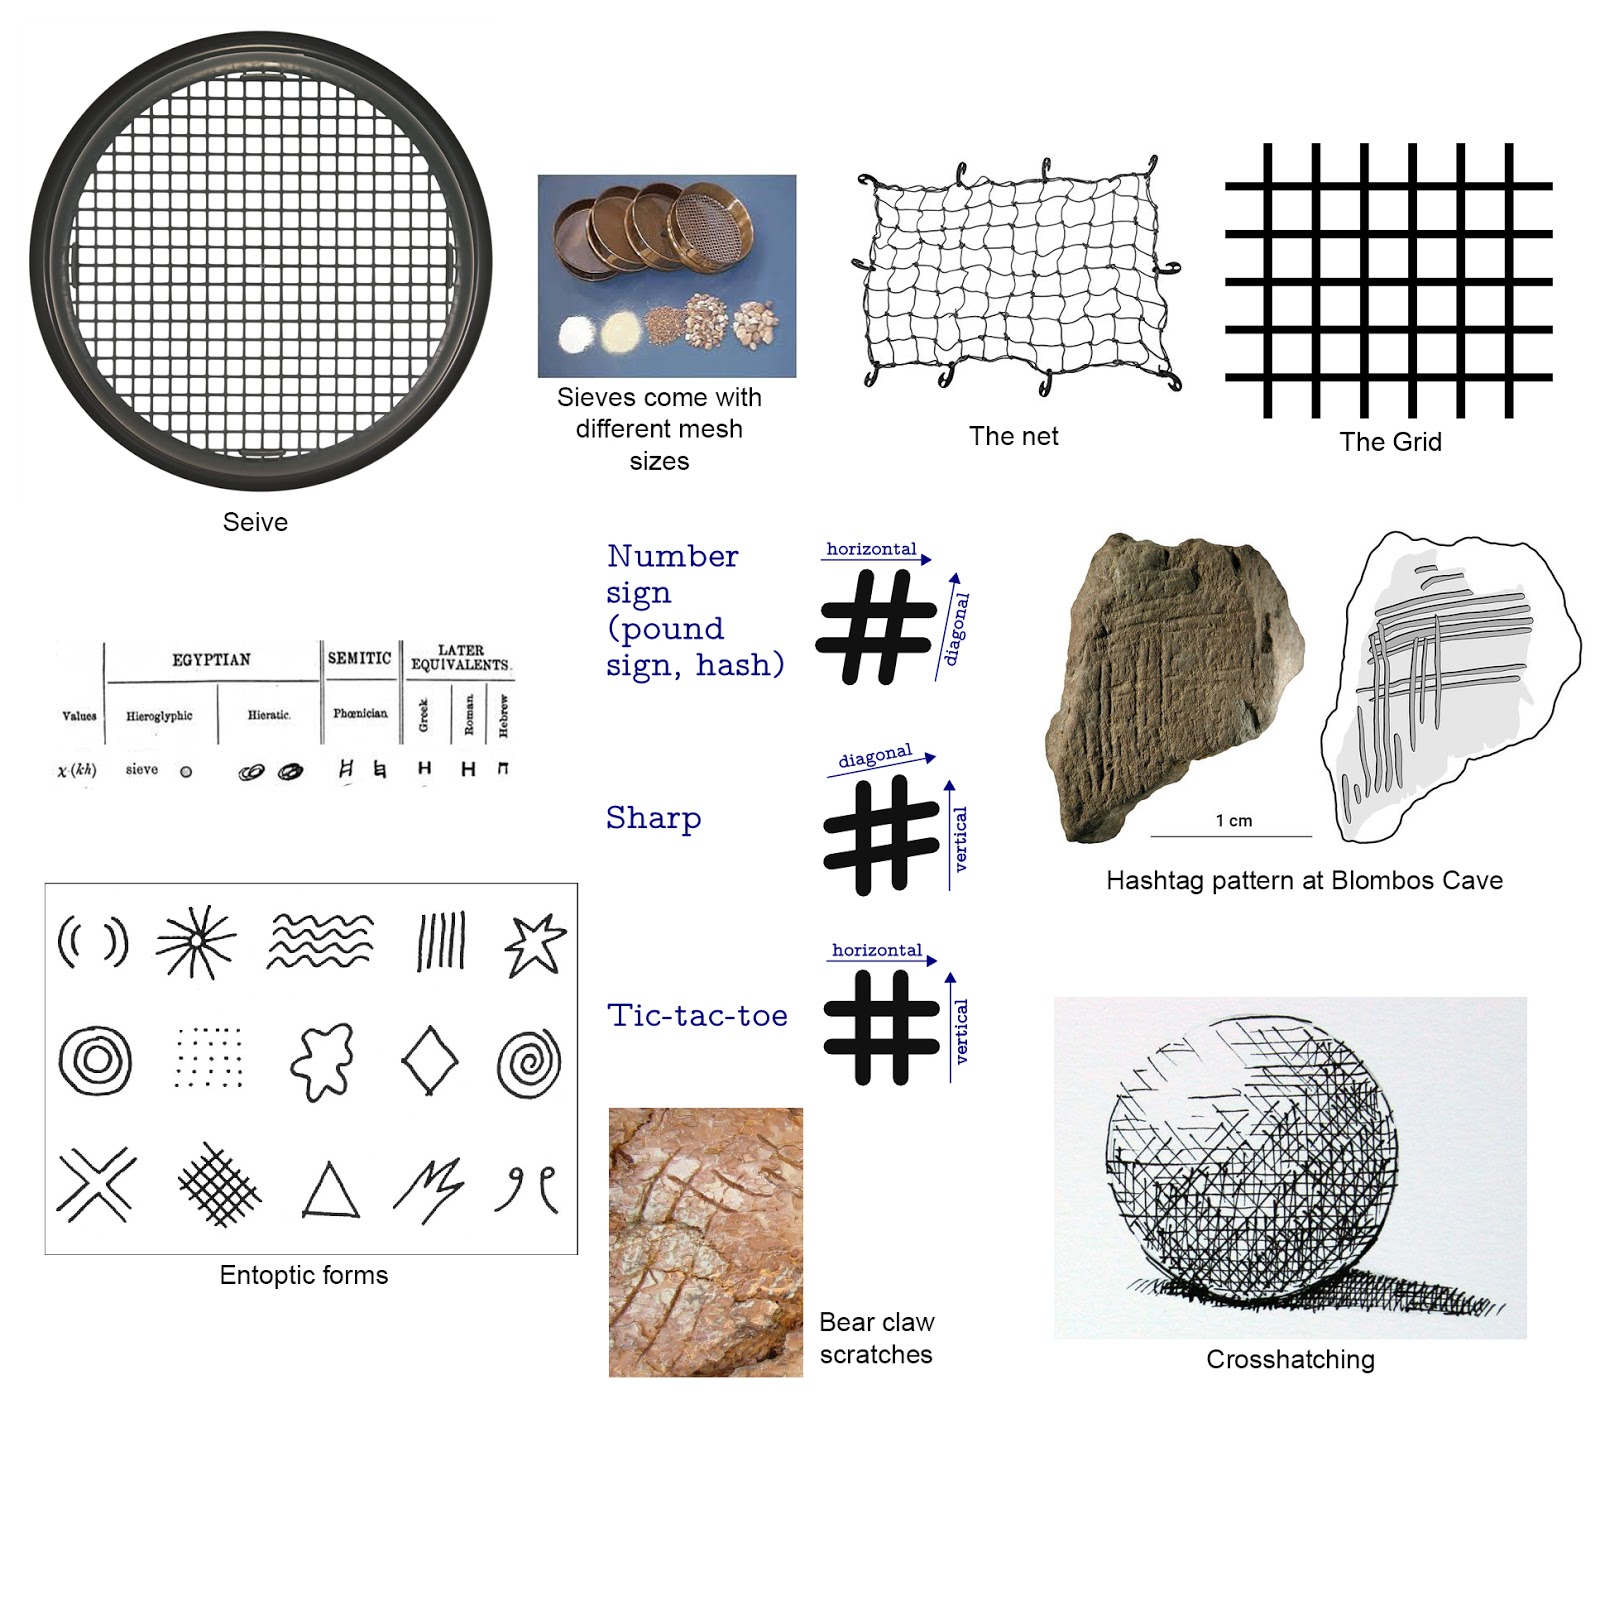 Seive
Sieves come with
different mesh
sizes
The net
The Grid
EGYPTIAN
SEMITIC
LATER
EQUIVALENTS.
Values
Hieroglyphic
Hieratic.
Phœnician
Greek
Roman.
Hebrew
χ (kh)
sieve
H H ח
Number
sign
(pound
sign, hash)
horizontal
#
diagonal
Sharp
diagonal
#
vertical
Tic-tac-toe
horizontal
#
vertical
1 cm
Hashtag pattern at Blombos Cave
Entoptic forms
Bear claw
scratches
Crosshatching